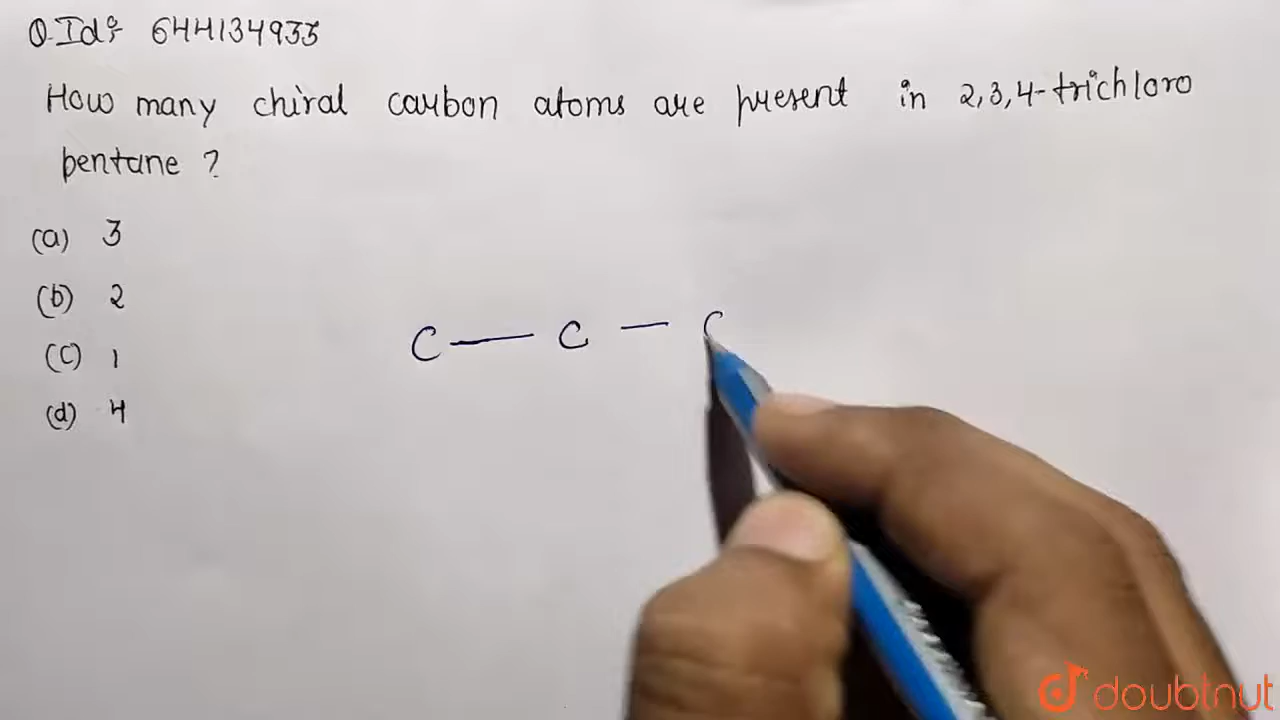 Q.Id:- 644134935
How many chiral carbon atoms are present in 2,3,4-trichloro
pentane ?
(a) 3
(b) 2
(C) 1
(d) 4
C — C — C
doubtnut